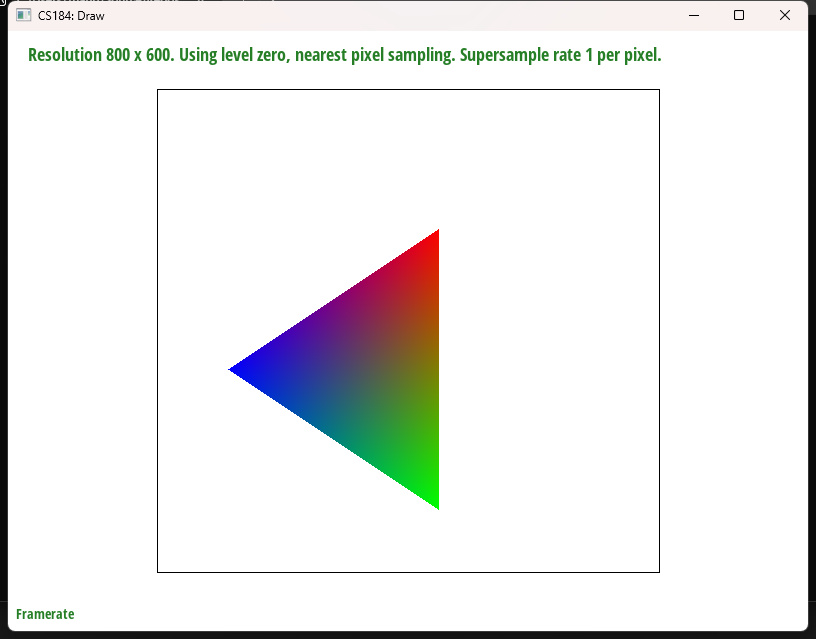 CS184: Draw
Resolution 800 x 600. Using level zero, nearest pixel sampling. Supersample rate 1 per pixel.
Framerate